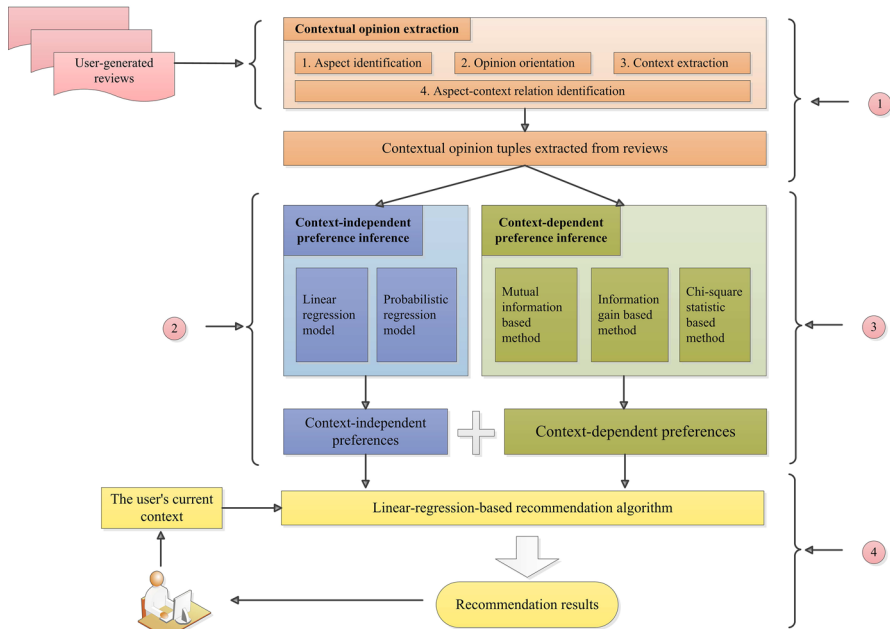 Contextual opinion extraction
User-generated
reviews
1. Aspect identification
2. Opinion orientation
3. Context extraction
4. Aspect-context relation identification
1
Contextual opinion tuples extracted from reviews
Context-independent
preference inference
Context-dependent
preference inference
Linear
regression
model
Probabilistic
regression
model
Mutual
information
based
method
Information
gain based
method
Chi-square
statistic
based
method
2
3
Context-independent
preferences
Context-dependent preferences
The user's current
context
Linear-regression-based recommendation algorithm
4
Recommendation results